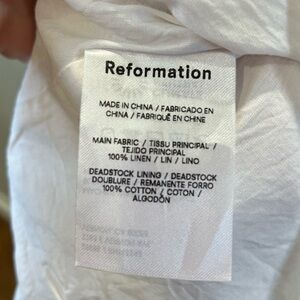 Reformation
MADE IN CHINA / FABRICADO EN
CHINA / FABRIQUÉ EN CHINE
MAIN FABRIC / TISSU PRINCIPAL /
TEJIDO PRINCIPAL
100% LINEN / LIN / LINO
DEADSTOCK LINING / DEADSTOCK
DOUBLURE / REMANENTE FORRO
100% COTTON / COTON /
ALGODÓN